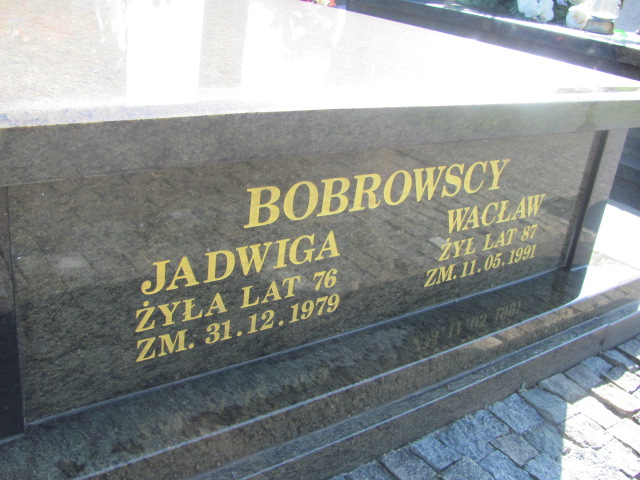 BOBROWSCY
JADWIGA
ŻYŁA LAT 76
ZM. 31.12.1979
WACŁAW
ŻYŁ LAT 87
ZM. 11.05.1991